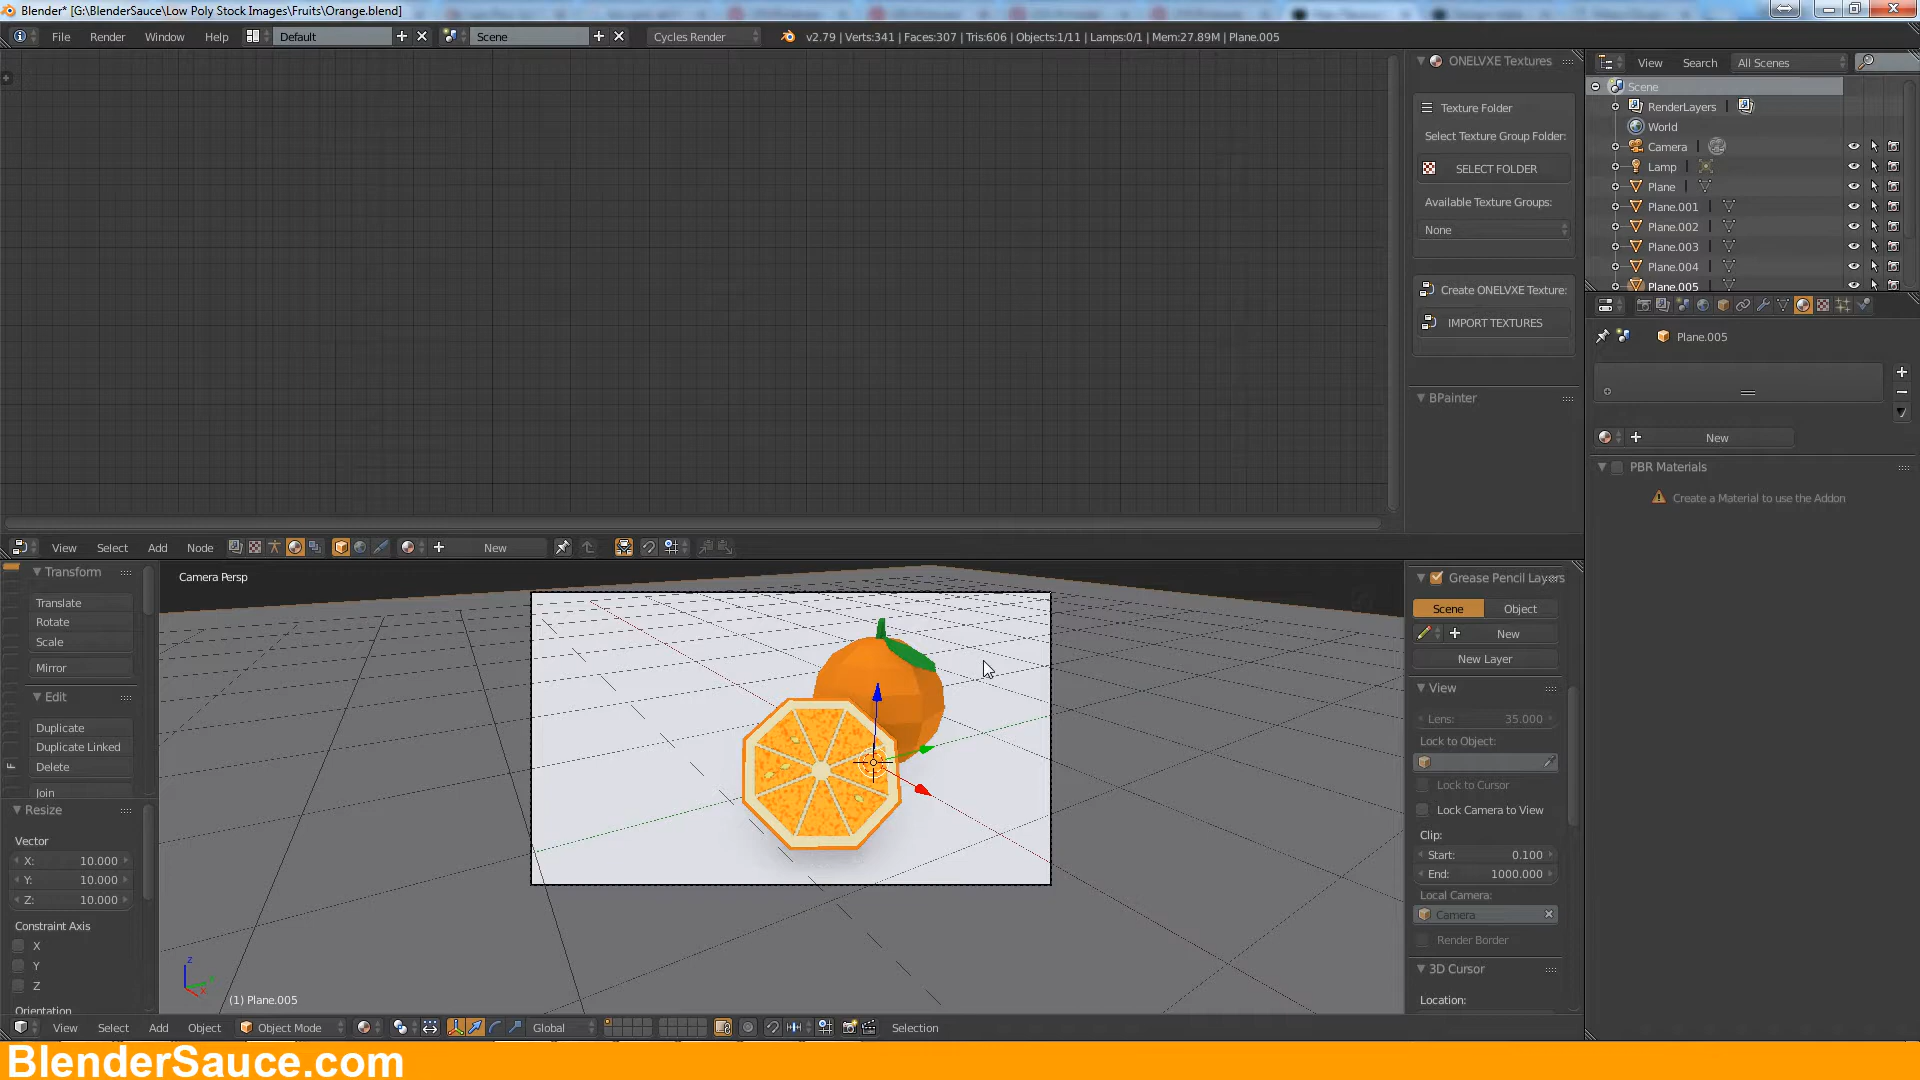 Blender* [G:\BlenderSauce\Low Poly Stock Images\Fruits\Orange.blend]
File Render Window Help Default Scene Cycles Render v2.79 | Verts:341 | Faces:307 | Tris:606 | Objects:1/11 | Lamps:0/1 | Mem:27.89M | Plane.005
ONELVXE Textures
Texture Folder
Select Texture Group Folder:
SELECT FOLDER
Available Texture Groups:
None
Create ONELVXE Texture:
IMPORT TEXTURES
BPainter
View Search All Scenes
Scene
RenderLayers
World
Camera
Lamp
Plane
Plane.001
Plane.002
Plane.003
Plane.004
Plane.005
Plane.005
New
PBR Materials
Create a Material to use the Addon
View Select Add Node New
Transform
Translate
Rotate
Scale
Mirror
Edit
Duplicate
Duplicate Linked
Delete
Join
Resize
Vector
X: 10.000
Y: 10.000
Z: 10.000
Constraint Axis
X
Y
Z
Orientation
Camera Persp
(1) Plane.005
Grease Pencil Layers
Scene Object
New
New Layer
View
Lens: 35.000
Lock to Object:
Lock to Cursor
Lock Camera to View
Clip:
Start: 0.100
End: 1000.000
Local Camera:
Camera
Render Border
3D Cursor
Location:
View Select Add Object Object Mode Global Selection
BlenderSauce.com